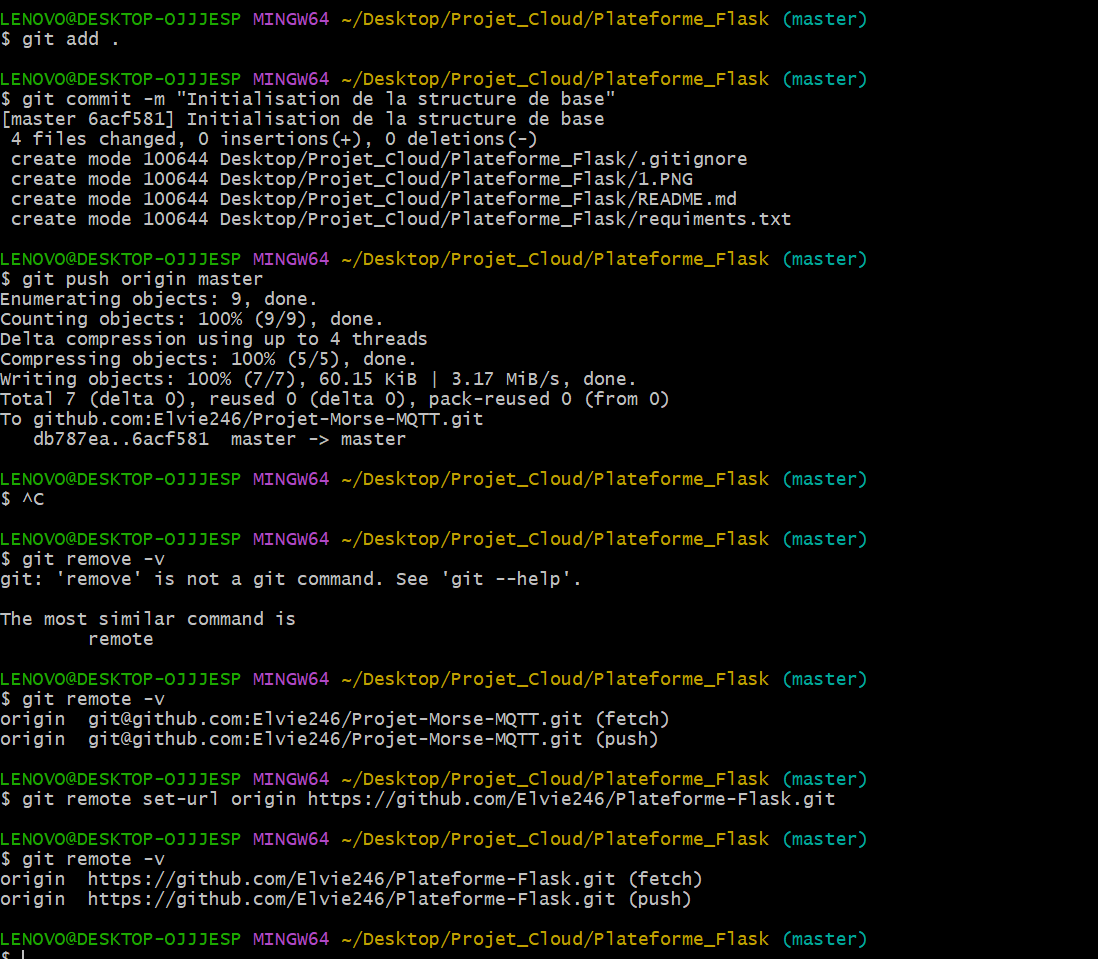 LENOVO@DESKTOP-OJJJESP MINGW64 ~/Desktop/Projet_Cloud/Plateforme_Flask (master)
$ git add .
LENOVO@DESKTOP-OJJJESP MINGW64 ~/Desktop/Projet_Cloud/Plateforme_Flask (master)
$ git commit -m "Initialisation de la structure de base"
[master 6acf581] Initialisation de la structure de base
 4 files changed, 0 insertions(+), 0 deletions(-)
 create mode 100644 Desktop/Projet_Cloud/Plateforme_Flask/.gitignore
 create mode 100644 Desktop/Projet_Cloud/Plateforme_Flask/1.PNG
 create mode 100644 Desktop/Projet_Cloud/Plateforme_Flask/README.md
 create mode 100644 Desktop/Projet_Cloud/Plateforme_Flask/requiments.txt
LENOVO@DESKTOP-OJJJESP MINGW64 ~/Desktop/Projet_Cloud/Plateforme_Flask (master)
$ git push origin master
Enumerating objects: 9, done.
Counting objects: 100% (9/9), done.
Delta compression using up to 4 threads
Compressing objects: 100% (5/5), done.
Writing objects: 100% (7/7), 60.15 KiB | 3.17 MiB/s, done.
Total 7 (delta 0), reused 0 (delta 0), pack-reused 0 (from 0)
To github.com:Elvie246/Projet-Morse-MQTT.git
   db787ea..6acf581  master -> master
LENOVO@DESKTOP-OJJJESP MINGW64 ~/Desktop/Projet_Cloud/Plateforme_Flask (master)
$ ^C
LENOVO@DESKTOP-OJJJESP MINGW64 ~/Desktop/Projet_Cloud/Plateforme_Flask (master)
$ git remove -v
git: 'remove' is not a git command. See 'git --help'.
The most similar command is
        remote
LENOVO@DESKTOP-OJJJESP MINGW64 ~/Desktop/Projet_Cloud/Plateforme_Flask (master)
$ git remote -v
origin  git@github.com:Elvie246/Projet-Morse-MQTT.git (fetch)
origin  git@github.com:Elvie246/Projet-Morse-MQTT.git (push)
LENOVO@DESKTOP-OJJJESP MINGW64 ~/Desktop/Projet_Cloud/Plateforme_Flask (master)
$ git remote set-url origin https://github.com/Elvie246/Plateforme-Flask.git
LENOVO@DESKTOP-OJJJESP MINGW64 ~/Desktop/Projet_Cloud/Plateforme_Flask (master)
$ git remote -v
origin  https://github.com/Elvie246/Plateforme-Flask.git (fetch)
origin  https://github.com/Elvie246/Plateforme-Flask.git (push)
LENOVO@DESKTOP-OJJJESP MINGW64 ~/Desktop/Projet_Cloud/Plateforme_Flask (master)
$